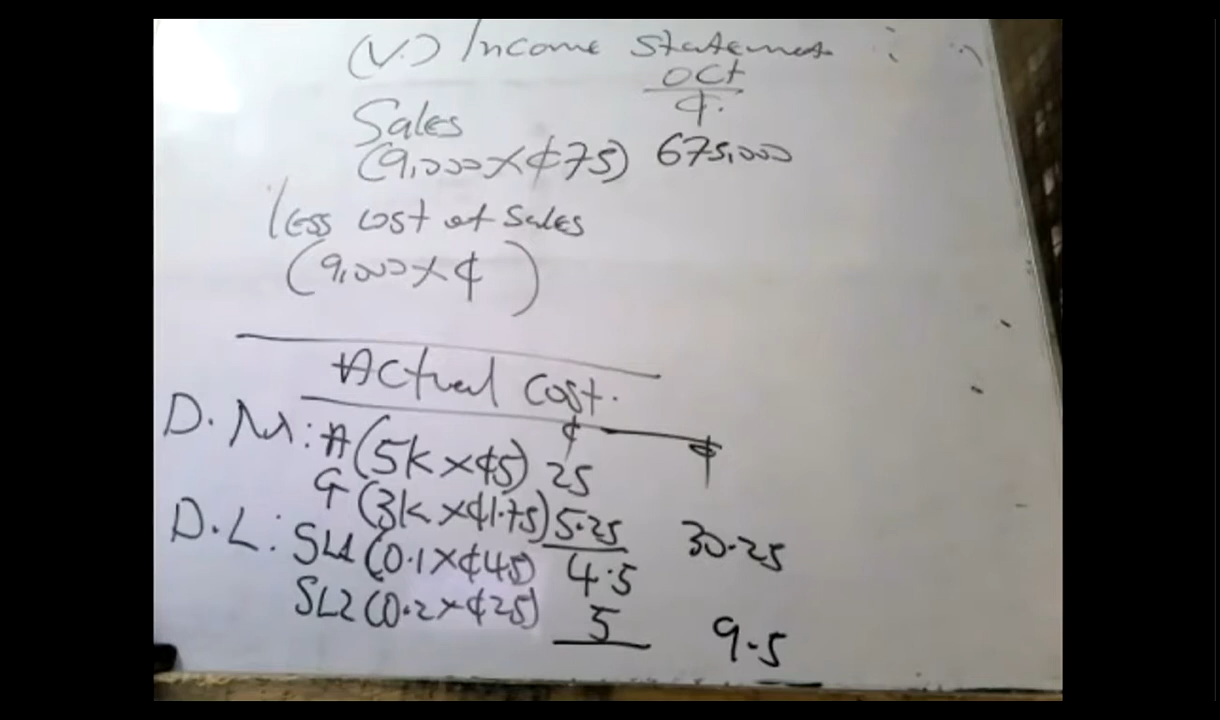 (V.) Income Statement :
Oct
¢.
Sales
(9,000 X ¢75) 675,000
less cost of Sales
(9,000 X ¢ )
Actual Cost.
¢ ¢
D.M: A (5K X ¢5) 25
G (3K X ¢1.75) 5.25 30.25
D.L: SL1 (0.1 X ¢45) 4.5
SL2 (0.2 X ¢25) 5 9.5